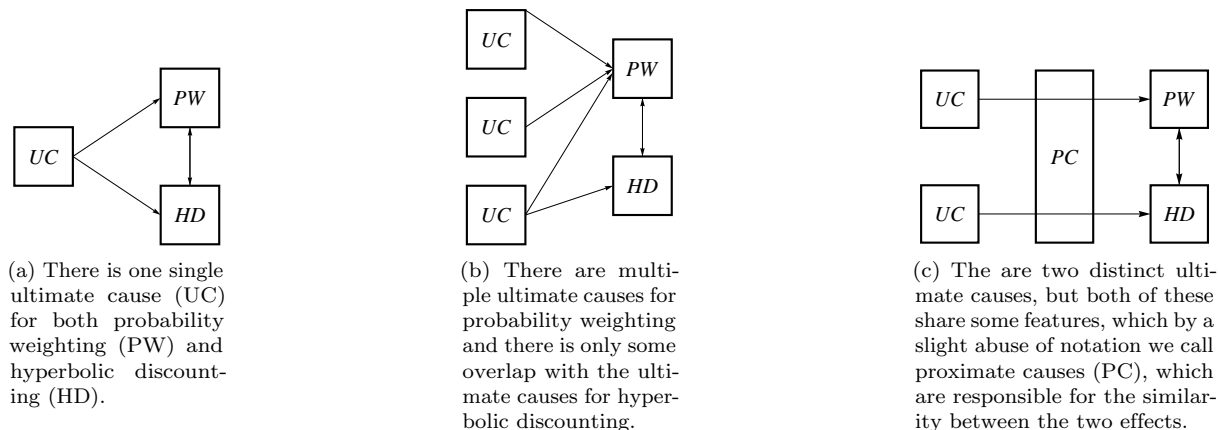 UC
PW
HD
(a) There is one single
ultimate cause (UC)
for both probability
weighting (PW) and
hyperbolic discount-
ing (HD).
UC
UC
UC
PW
HD
(b) There are multi-
ple ultimate causes for
probability weighting
and there is only some
overlap with the ulti-
mate causes for hyper-
bolic discounting.
UC
UC
PC
PW
HD
(c) The are two distinct ulti-
mate causes, but both of these
share some features, which by a
slight abuse of notation we call
proximate causes (PC), which
are responsible for the similar-
ity between the two effects.